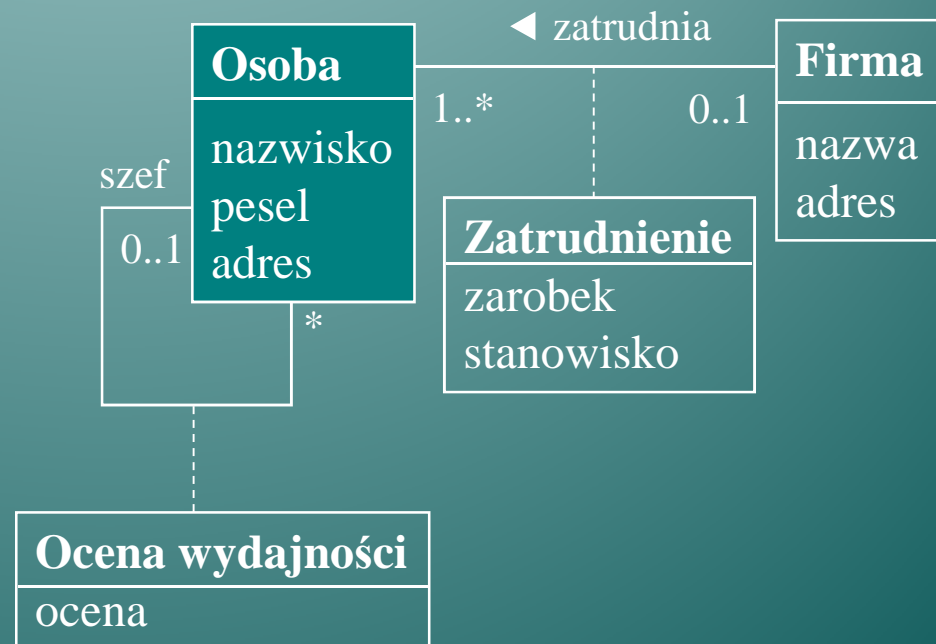 ◀ zatrudnia
Osoba
nazwisko
pesel
adres
1..*
0..1
Firma
nazwa
adres
szef
0..1
*
Zatrudnienie
zarobek
stanowisko
Ocena wydajności
ocena